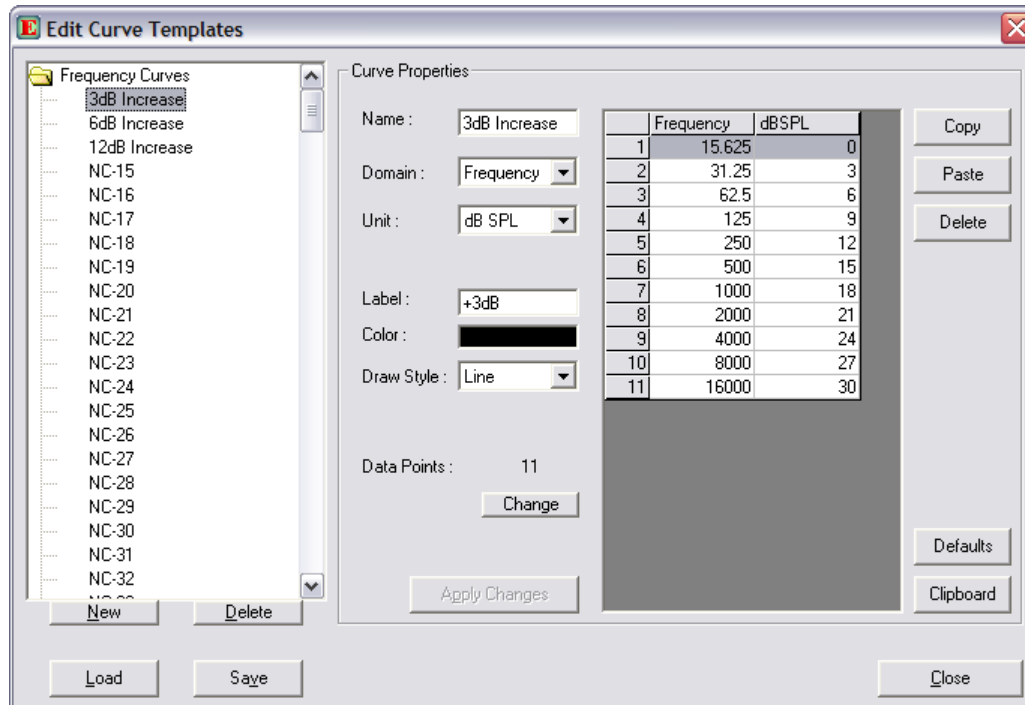 Edit Curve Templates
Frequency Curves
3dB Increase
6dB Increase
12dB Increase
NC-15
NC-16
NC-17
NC-18
NC-19
NC-20
NC-21
NC-22
NC-23
NC-24
NC-25
NC-26
NC-27
NC-28
NC-29
NC-30
NC-31
NC-32
New Delete
Load Save
Curve Properties
Name : 3dB Increase
Domain : Frequency
Unit : dB SPL
Label : +3dB
Color :
Draw Style : Line
Data Points : 11
Change
Apply Changes
Frequency dBSPL
1 15.625 0
2 31.25 3
3 62.5 6
4 125 9
5 250 12
6 500 15
7 1000 18
8 2000 21
9 4000 24
10 8000 27
11 16000 30
Copy
Paste
Delete
Defaults
Clipboard
Close